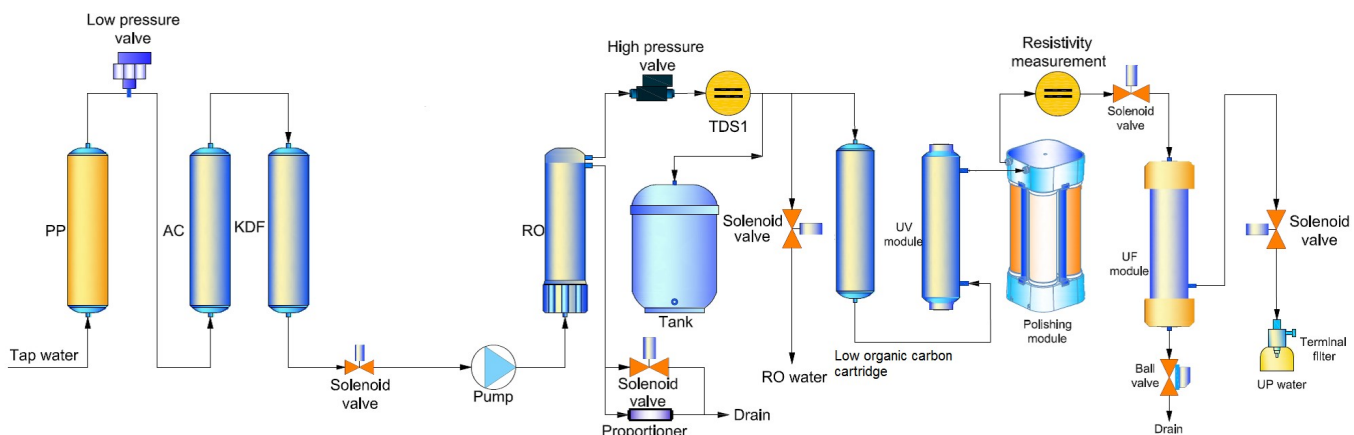 Low pressure
valve
High pressure
valve
Resistivity
measurement
TDS1
Solenoid
valve
PP
AC
KDF
RO
Solenoid
valve
UV
module
UF
module
Solenoid
valve
Tank
Polishing
module
Terminal
filter
Tap water
Low organic carbon
cartridge
Ball
valve
UP water
Solenoid
valve
Pump
Solenoid
valve
RO water
Drain
Proportioner
Drain